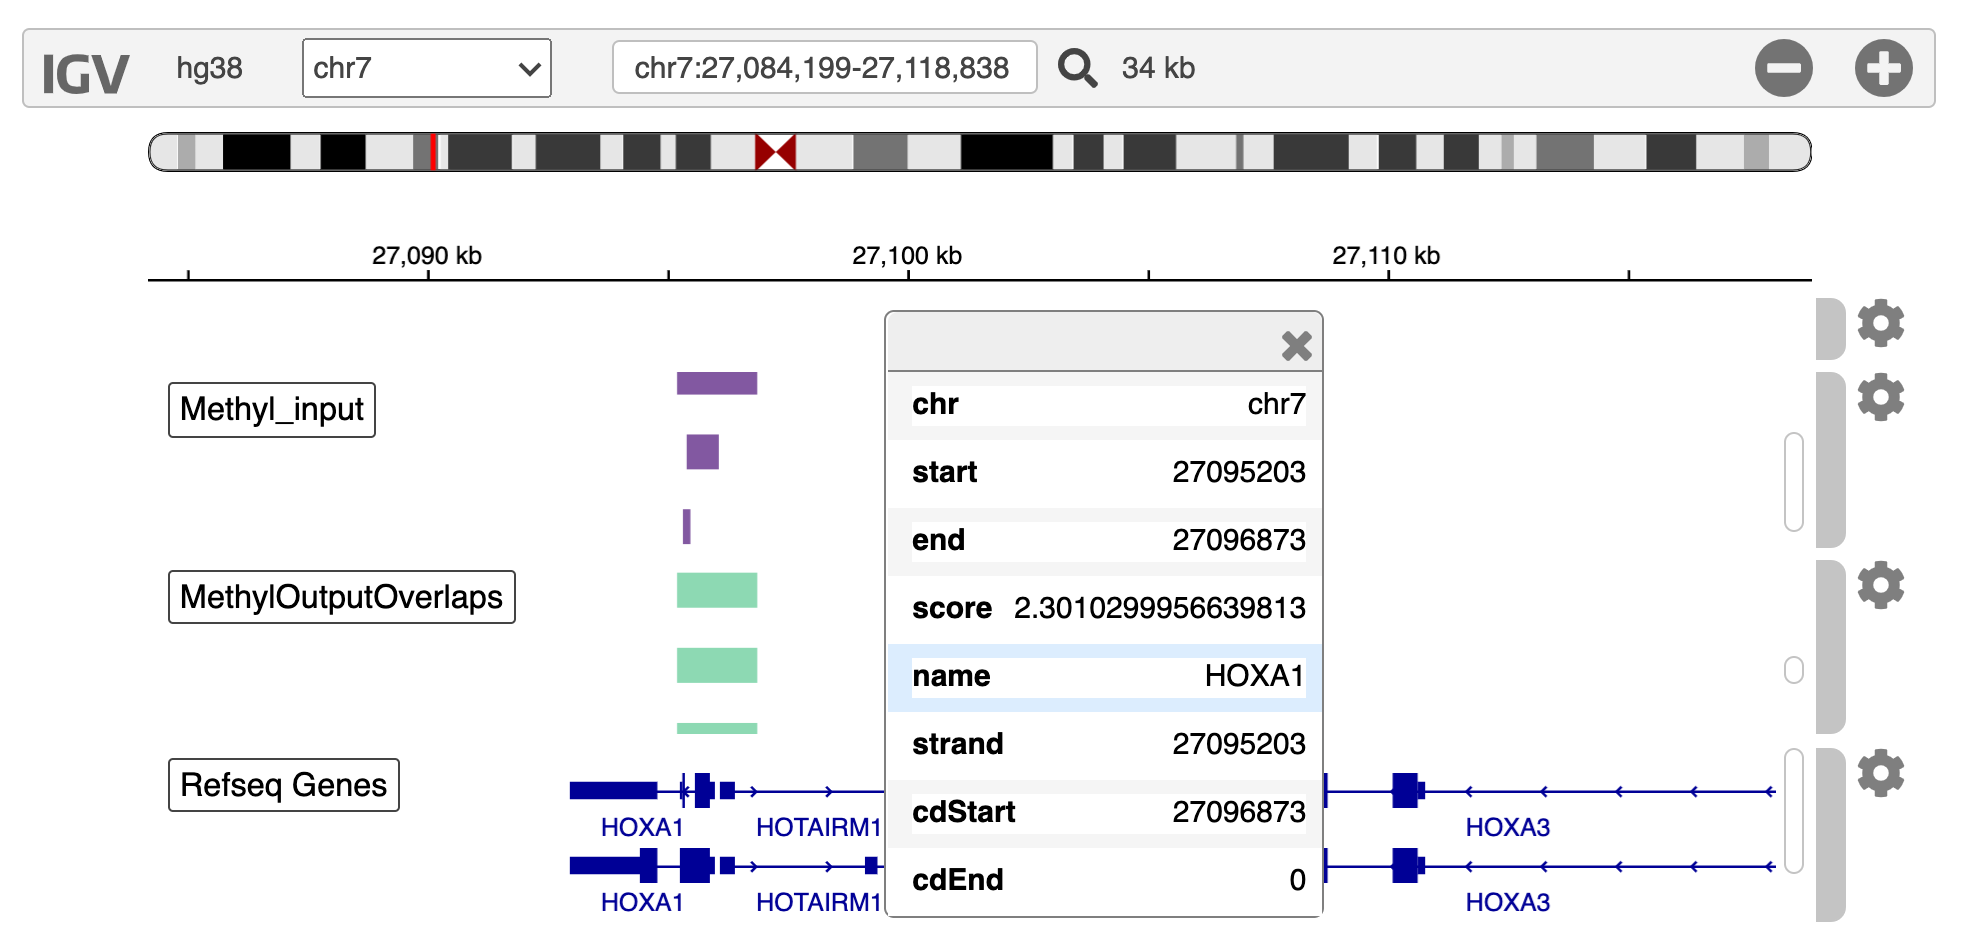 IGV hg38 chr7 chr7:27,084,199-27,118,838 34 kb
27,090 kb 27,100 kb 27,110 kb
Methyl_input
MethylOutputOverlaps
Refseq Genes
HOXA1 HOTAIRM1 HOXA3
HOXA1 HOTAIRM1 HOXA3
chr chr7
start 27095203
end 27096873
score 2.3010299956639813
name HOXA1
strand 27095203
cdStart 27096873
cdEnd 0